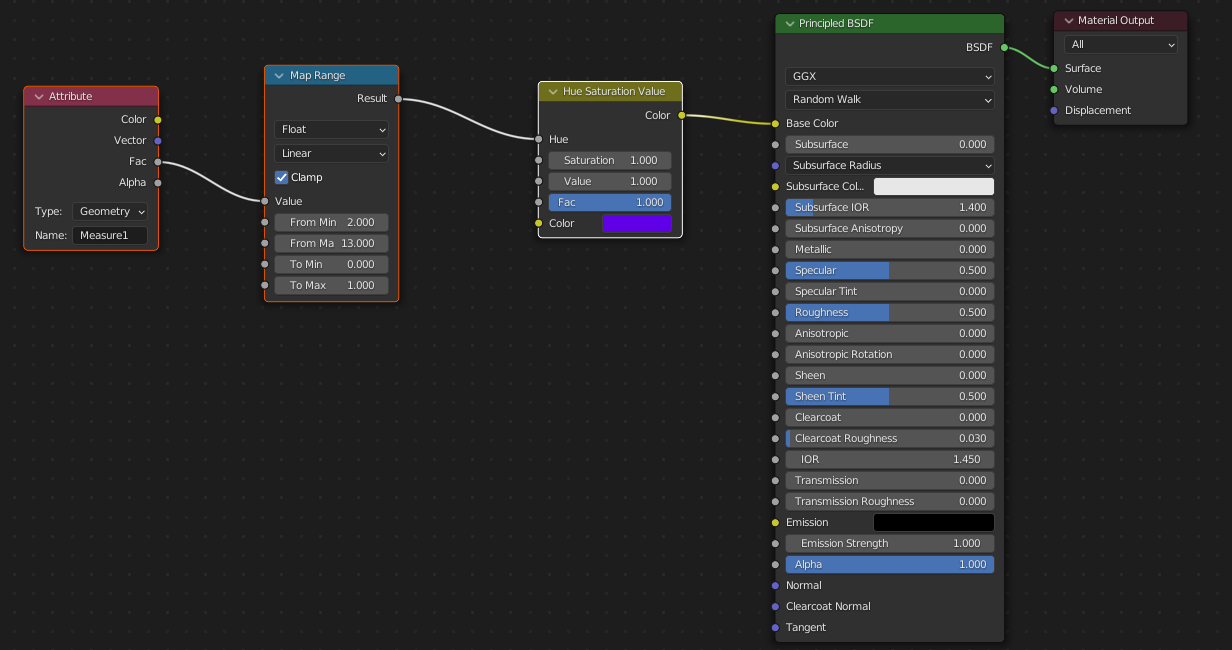 Attribute
Color
Vector
Fac
Alpha
Type: Geometry
Name: Measure1
Map Range
Result
Float
Linear
Clamp
Value
From Min 2.000
From Ma 13.000
To Min 0.000
To Max 1.000
Hue Saturation Value
Color
Hue
Saturation 1.000
Value 1.000
Fac 1.000
Color
Principled BSDF
BSDF
GGX
Random Walk
Base Color
Subsurface 0.000
Subsurface Radius
Subsurface Col...
Subsurface IOR 1.400
Subsurface Anisotropy 0.000
Metallic 0.000
Specular 0.500
Specular Tint 0.000
Roughness 0.500
Anisotropic 0.000
Anisotropic Rotation 0.000
Sheen 0.000
Sheen Tint 0.500
Clearcoat 0.000
Clearcoat Roughness 0.030
IOR 1.450
Transmission 0.000
Transmission Roughness 0.000
Emission
Emission Strength 1.000
Alpha 1.000
Normal
Clearcoat Normal
Tangent
Material Output
All
Surface
Volume
Displacement